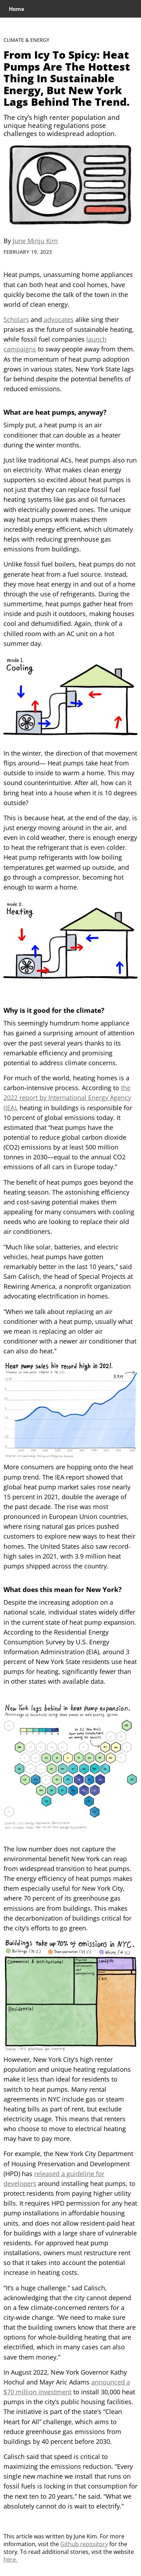 Home
CLIMATE & ENERGY
From Icy To Spicy: Heat
Pumps Are The Hottest
Thing In Sustainable
Energy, But New York
Lags Behind The Trend.
The city's high renter population and
unique heating regulations pose
challenges to widespread adoption.
By June Minju Kim
FEBRUARY 19, 2023
Heat pumps, unassuming home appliances
that can both heat and cool homes, have
quickly become the talk of the town in the
world of clean energy.
Scholars and advocates alike sing their
praises as the future of sustainable heating,
while fossil fuel companies launch
campaigns to sway people away from them.
As the momentum of heat pump adoption
grows in various states, New York State lags
far behind despite the potential benefits of
reduced emissions.
What are heat pumps, anyway?
Simply put, a heat pump is an air
conditioner that can double as a heater
during the winter months.
Just like traditional ACs, heat pumps also run
on electricity. What makes clean energy
supporters so excited about heat pumps is
not just that they can replace fossil fuel
heating systems like gas and oil furnaces
with electrically powered ones. The unique
way heat pumps work makes them
incredibly energy efficient, which ultimately
helps with reducing greenhouse gas
emissions from buildings.
Unlike fossil fuel boilers, heat pumps do not
generate heat from a fuel source. Instead,
they move heat energy in and out of a home
through the use of refrigerants. During the
summertime, heat pumps gather heat from
inside and push it outdoors, making homes
cool and dehumidified. Again, think of a
chilled room with an AC unit on a hot
summer day.
mode 1.
Cooling
In the winter, the direction of that movement
flips around— Heat pumps take heat from
outside to inside to warm a home. This may
sound counterintuitive. After all, how can it
bring heat into a house when it is 10 degrees
outside?
This is because heat, at the end of the day, is
just energy moving around in the air, and
even in cold weather, there is enough energy
to heat the refrigerant that is even colder.
Heat pump refrigerants with low boiling
temperatures get warmed up outside, and
go through a compressor, becoming hot
enough to warm a home.
mode 2.
Heating
Why is it good for the climate?
This seemingly humdrum home appliance
has gained a surprising amount of attention
over the past several years thanks to its
remarkable efficiency and promising
potential to address climate concerns.
For much of the world, heating homes is a
carbon-intensive process. According to the
2022 report by International Energy Agency
(IEA), heating in buildings is responsible for
10 percent of global emissions today. It
estimated that "heat pumps have the
potential to reduce global carbon dioxide
(CO2) emissions by at least 500 million
tonnes in 2030—equal to the annual CO2
emissions of all cars in Europe today."
The benefit of heat pumps goes beyond the
heating season. The astonishing efficiency
and cost-saving potential makes them
appealing for many consumers with cooling
needs who are looking to replace their old
air conditioners.
"Much like solar, batteries, and electric
vehicles, heat pumps have gotten
remarkably better in the last 10 years," said
Sam Calisch, the head of Special Projects at
Rewiring America, a nonprofit organization
advocating electrification in homes.
"When we talk about replacing an air
conditioner with a heat pump, usually what
we mean is replacing an older air
conditioner with a newer air conditioner that
can also do heat."
Heat pump sales hit record high in 2021.
More consumers are hopping onto the heat
pump trend. The IEA report showed that
global heat pump market sales rose nearly
15 percent in 2021, double the average of
the past decade. The rise was most
pronounced in European Union countries,
where rising natural gas prices pushed
customers to explore new ways to heat their
homes. The United States also saw record-
high sales in 2021, with 3.9 million heat
pumps shipped across the country.
What does this mean for New York?
Despite the increasing adoption on a
national scale, individual states widely differ
in the current state of heat pump expansion.
According to the Residential Energy
Consumption Survey by U.S. Energy
Information Administration (EIA), around 3
percent of New York State residents use heat
pumps for heating, significantly fewer than
in other states with available data.
New York lags behind in heat pump expansion.
The low number does not capture the
environmental benefit New York can reap
from more widespread traction of heat pumps.
The energy efficiency of heat pumps makes
them especially useful for New York City,
where 70 percent of its greenhouse gas
emissions are from buildings. This makes
the decarbonization of buildings critical for
the city's efforts to go green.
Buildings take up 70% of emissions in NYC.
Commercial & institutional
Residential
However, New York City's high renter
population and unique heating regulations
make it less than ideal for residents to
switch to heat pumps. Many rental
agreements in NYC include gas or steam
heating bills as part of rent, but exclude
electricity usage. This means that renters
who choose to move to electrical heating
may have to pay more.
For example, the New York City Department
of Housing Preservation and Development
(HPD) has released a guideline for
developers around installing heat pumps, to
protect residents from paying higher utility
bills. It requires HPD permission for any heat
pump installations in affordable housing
units, and does not allow resident-paid heat
for buildings with a large share of vulnerable
residents. For approved heat pump
installations, owners must restructure rent
so that it takes into account the potential
increase in heating costs.
"It's a huge challenge." sad Calisch,
acknowledging that the city cannot depend
on a few climate-concerned renters for a
city-wide change. "We need to make sure
that the building owners know that there are
options for whole-building heating that are
electrified, which in many cases can also
save them money."
In August 2022, New York Governor Kathy
Hochul and Mayr Aric Adams announced a
$70 million investment to install 30,000 heat
pumps in the city's public housing facilities.
The initiative is part of the state's "Clean
Heart for All" challenge, which aims to
reduce greenhouse gas emissions from
buildings by 40 percent before 2030.
Calisch said that speed is critical to
maximizing the emissions reduction. "Every
single new machine we install that runs on
fossil fuels is locking in that consumption for
the next ten to 20 years," he said. "What we
absolutely cannot do is wait to electrify."
This article was written by June Kim. For more
information, visit the Github repository for this
story. To read additional stories, visit the website
here.